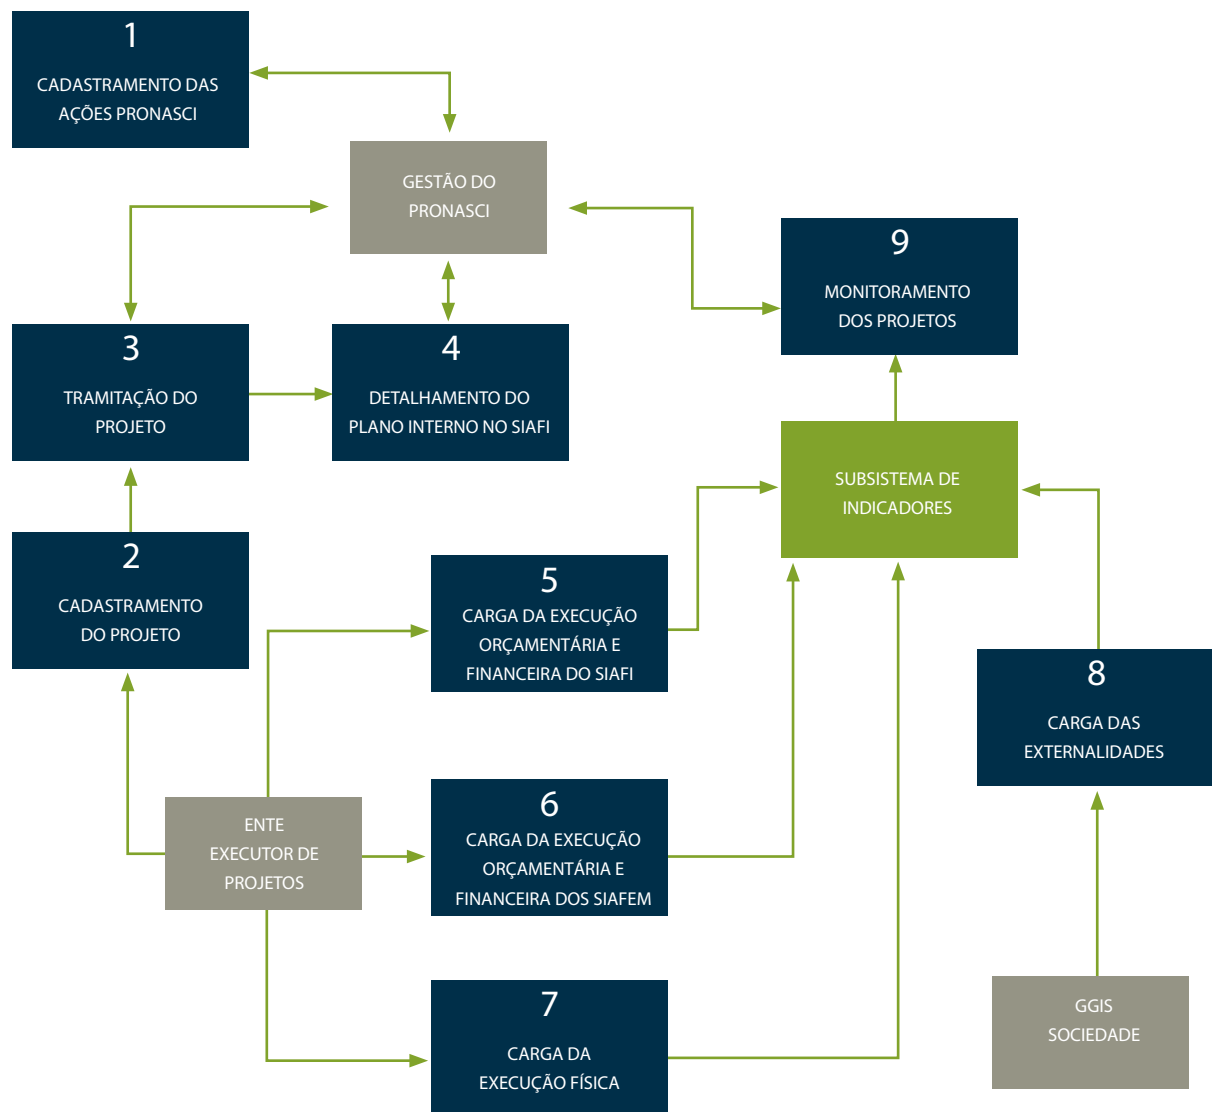 1
CADASTRAMENTO DAS
AÇÕES PRONASCI
GESTÃO DO
PRONASCI
9
MONITORAMENTO
DOS PROJETOS
3
TRAMITAÇÃO DO
PROJETO
4
DETALHAMENTO DO
PLANO INTERNO NO SIAFI
SUBSISTEMA DE
INDICADORES
2
CADASTRAMENTO
DO PROJETO
5
CARGA DA EXECUÇÃO
ORÇAMENTÁRIA E
FINANCEIRA DO SIAFI
8
CARGA DAS
EXTERNALIDADES
6
CARGA DA EXECUÇÃO
ORÇAMENTÁRIA E
FINANCEIRA DOS SIAFEM
ENTE
EXECUTOR DE
PROJETOS
7
CARGA DA
EXECUÇÃO FÍSICA
GGIS
SOCIEDADE